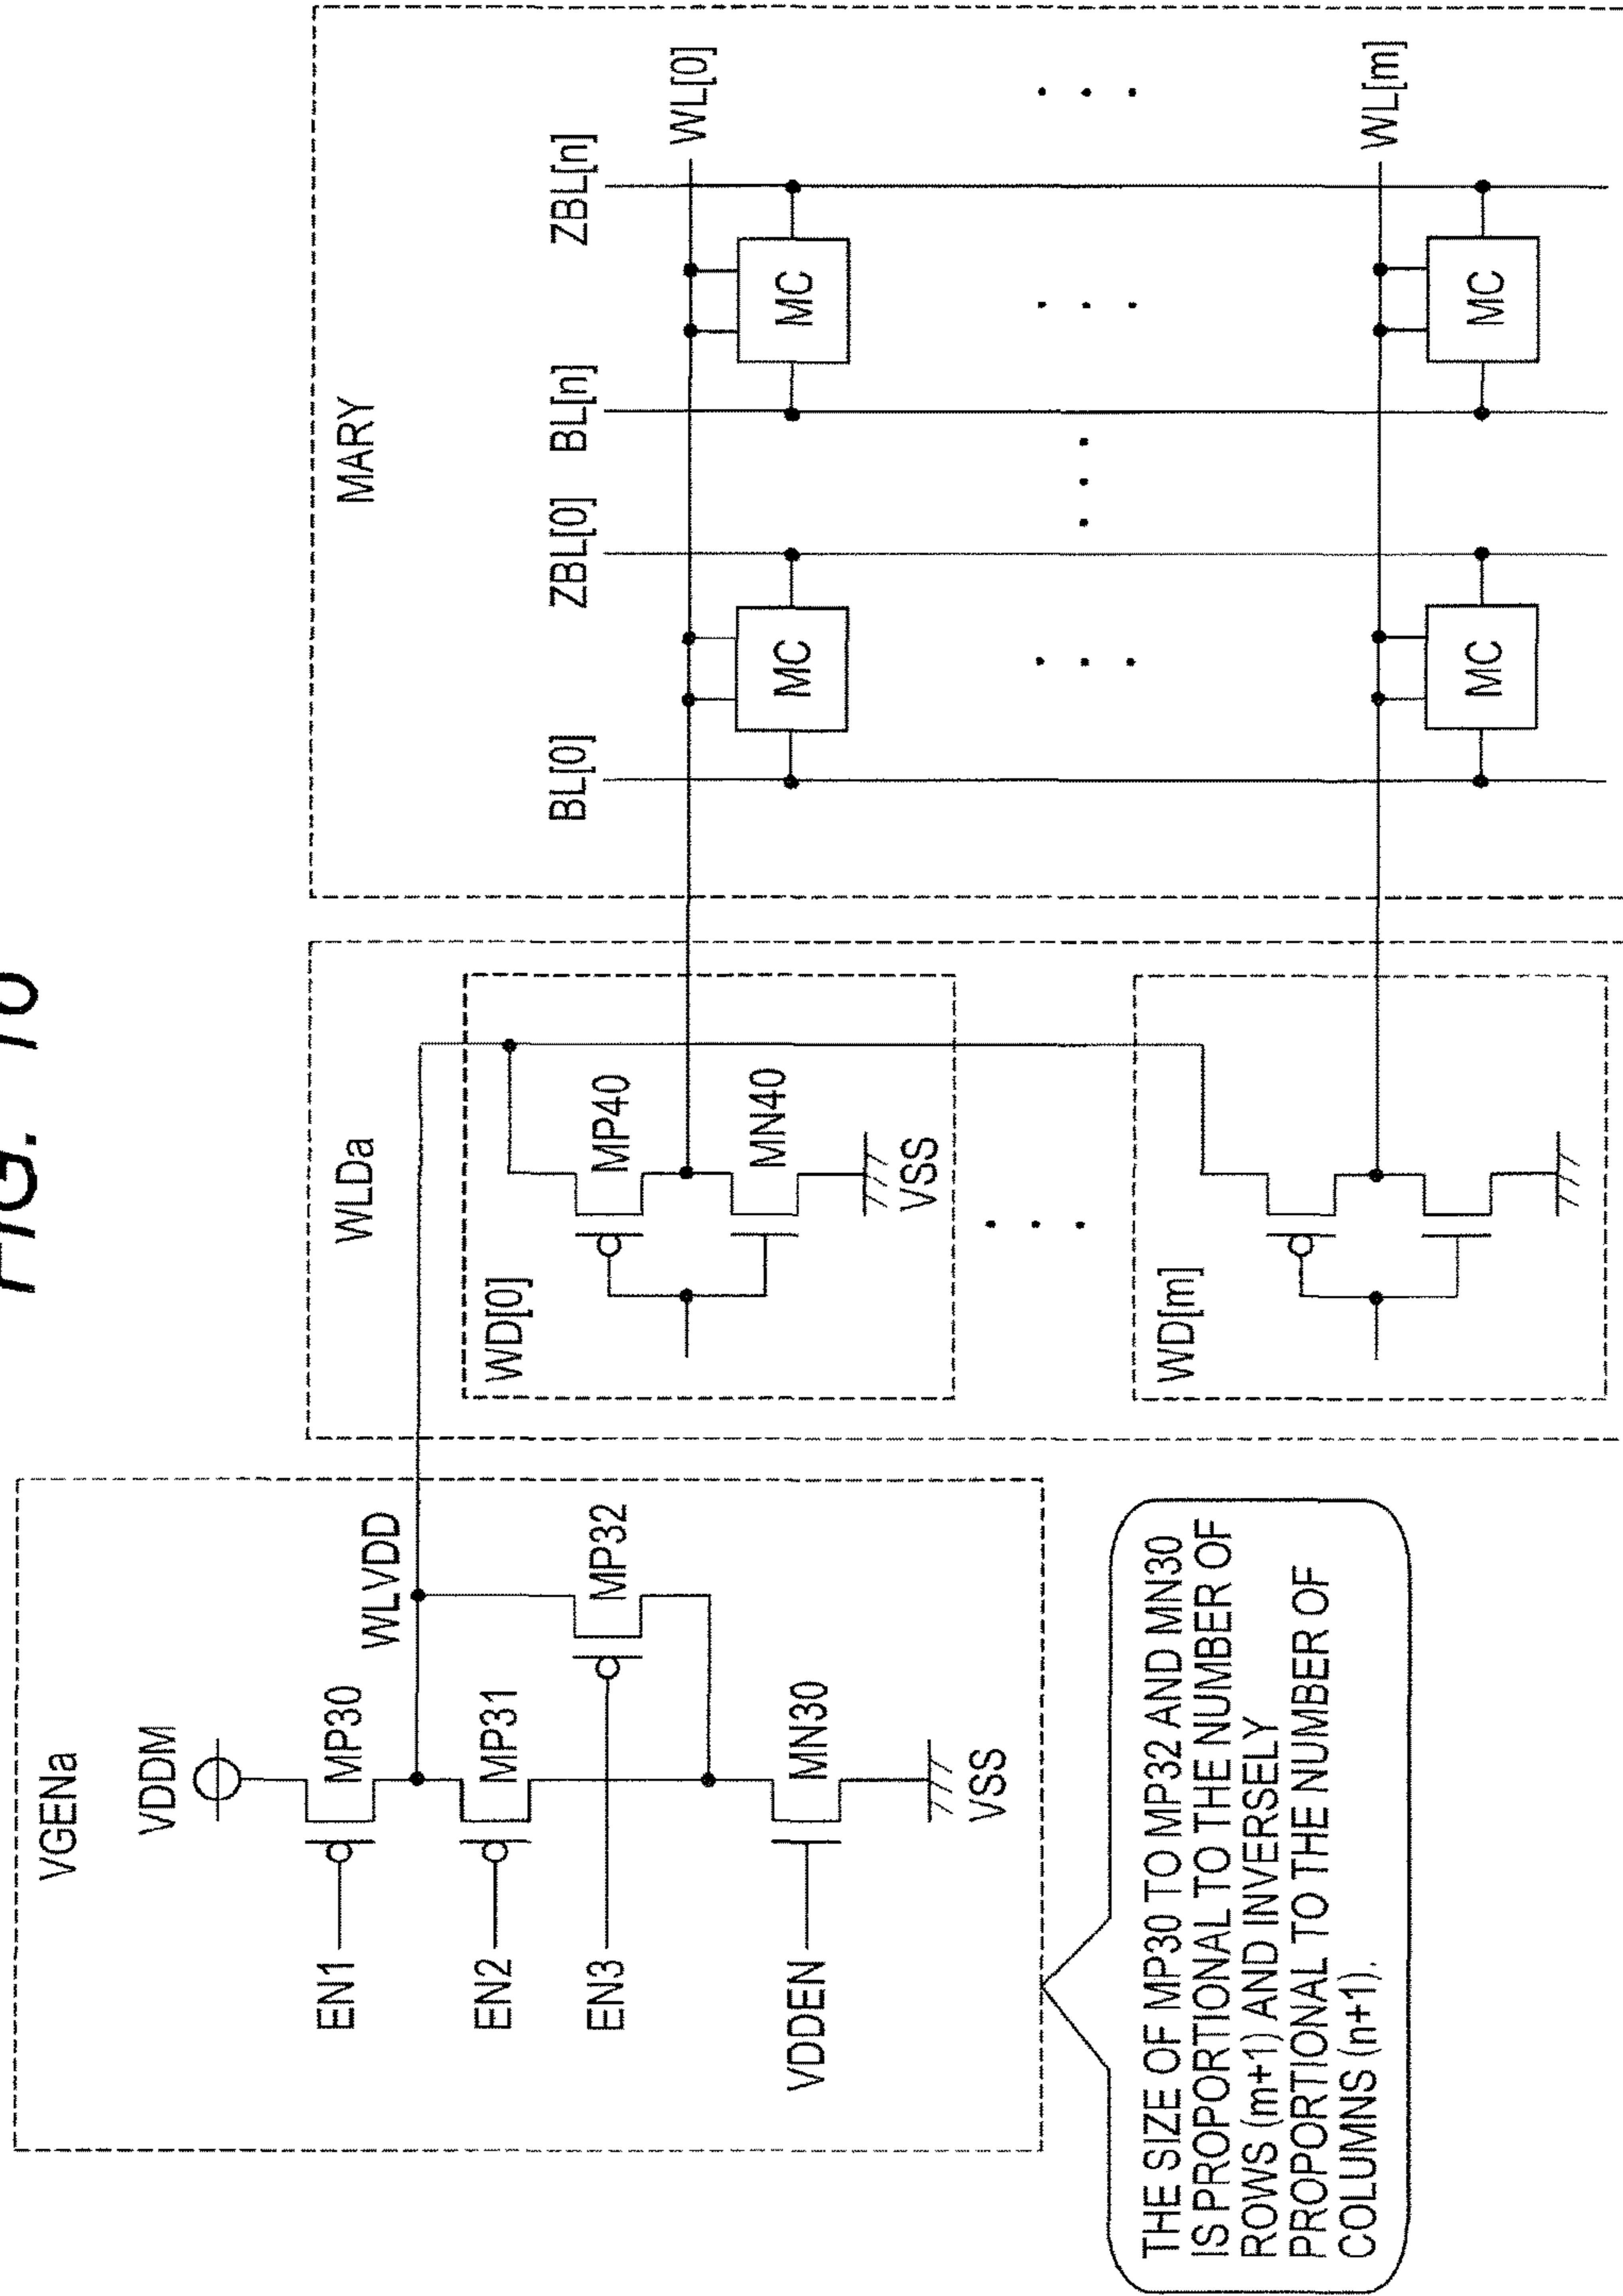 FIG. 10
VGENa
VDDM
EN1
MP30
WLVDD
EN2
MP31
EN3
MP32
VDDEN
MN30
VSS
THE SIZE OF MP30 TO MP32 AND MN30
IS PROPORTIONAL TO THE NUMBER OF
ROWS (m+1) AND INVERSELY
PROPORTIONAL TO THE NUMBER OF
COLUMNS (n+1).
WLDa
WD[0]
MP40
MN40
VSS
WD[m]
MARY
BL[0]
ZBL[0]
BL[n]
ZBL[n]
WL[0]
MC
MC
WL[m]
MC
MC